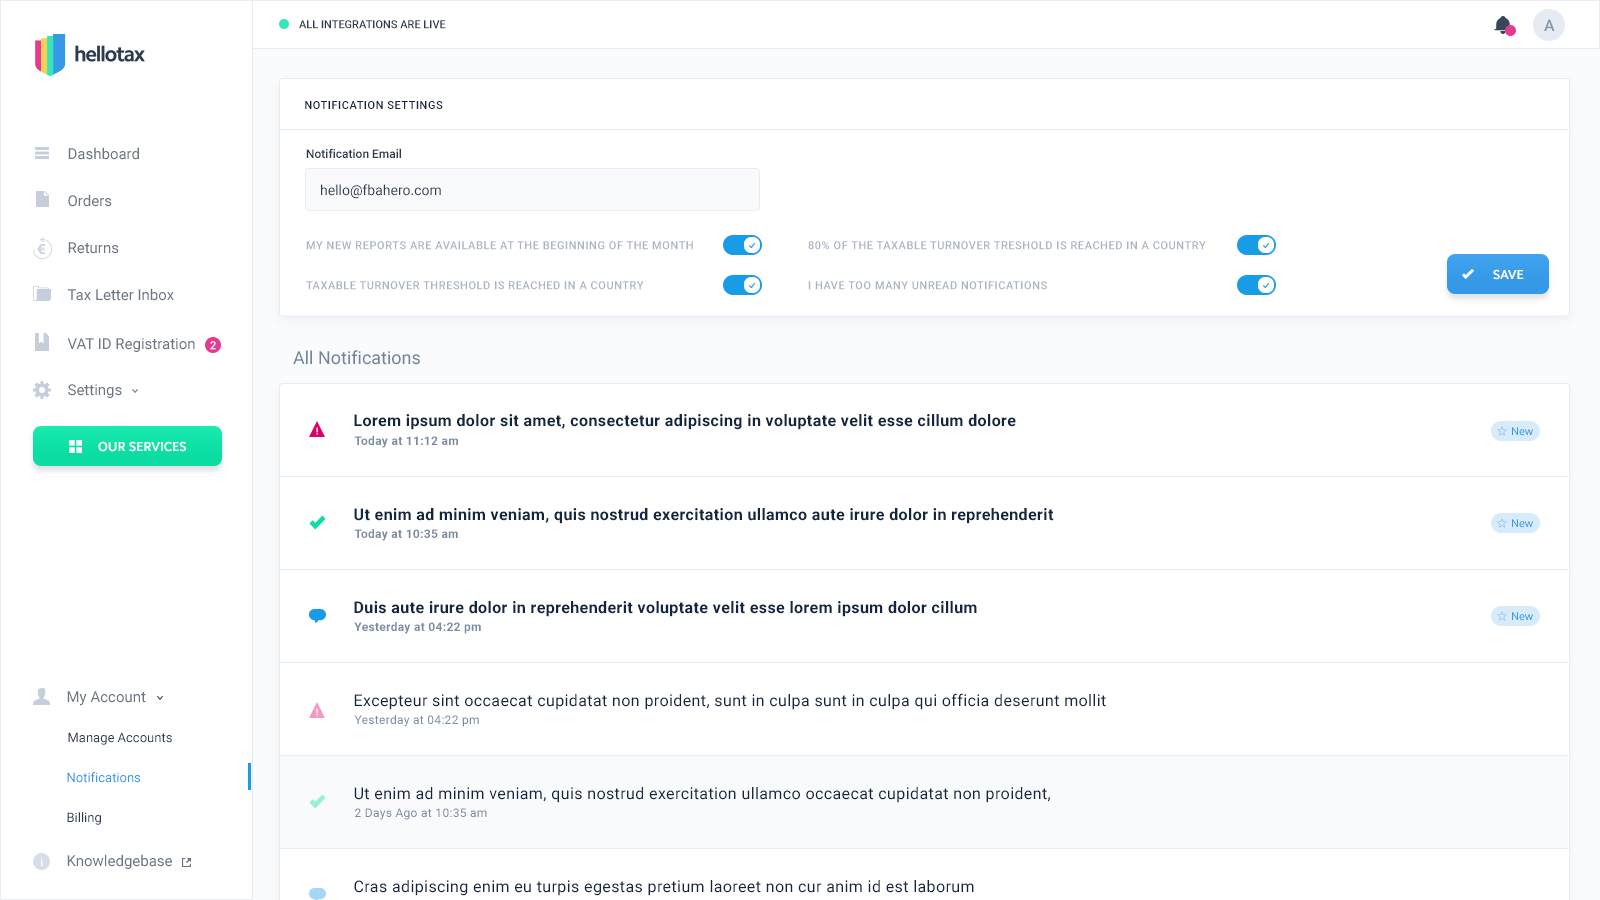 hellotax
Dashboard
Orders
Returns
Tax Letter Inbox
VAT ID Registration 2
Settings
OUR SERVICES
My Account
Manage Accounts
Notifications
Billing
Knowledgebase
ALL INTEGRATIONS ARE LIVE
A
NOTIFICATION SETTINGS
Notification Email
hello@fbahero.com
MY NEW REPORTS ARE AVAILABLE AT THE BEGINNING OF THE MONTH
80% OF THE TAXABLE TURNOVER TRESHOLD IS REACHED IN A COUNTRY
TAXABLE TURNOVER THRESHOLD IS REACHED IN A COUNTRY
I HAVE TOO MANY UNREAD NOTIFICATIONS
SAVE
All Notifications
Lorem ipsum dolor sit amet, consectetur adipiscing in voluptate velit esse cillum dolore
Today at 11:12 am
New
Ut enim ad minim veniam, quis nostrud exercitation ullamco aute irure dolor in reprehenderit
Today at 10:35 am
New
Duis aute irure dolor in reprehenderit voluptate velit esse lorem ipsum dolor cillum
Yesterday at 04:22 pm
New
Excepteur sint occaecat cupidatat non proident, sunt in culpa sunt in culpa qui officia deserunt mollit
Yesterday at 04:22 pm
Ut enim ad minim veniam, quis nostrud exercitation ullamco occaecat cupidatat non proident,
2 Days Ago at 10:35 am
Cras adipiscing enim eu turpis egestas pretium laoreet non cur anim id est laborum